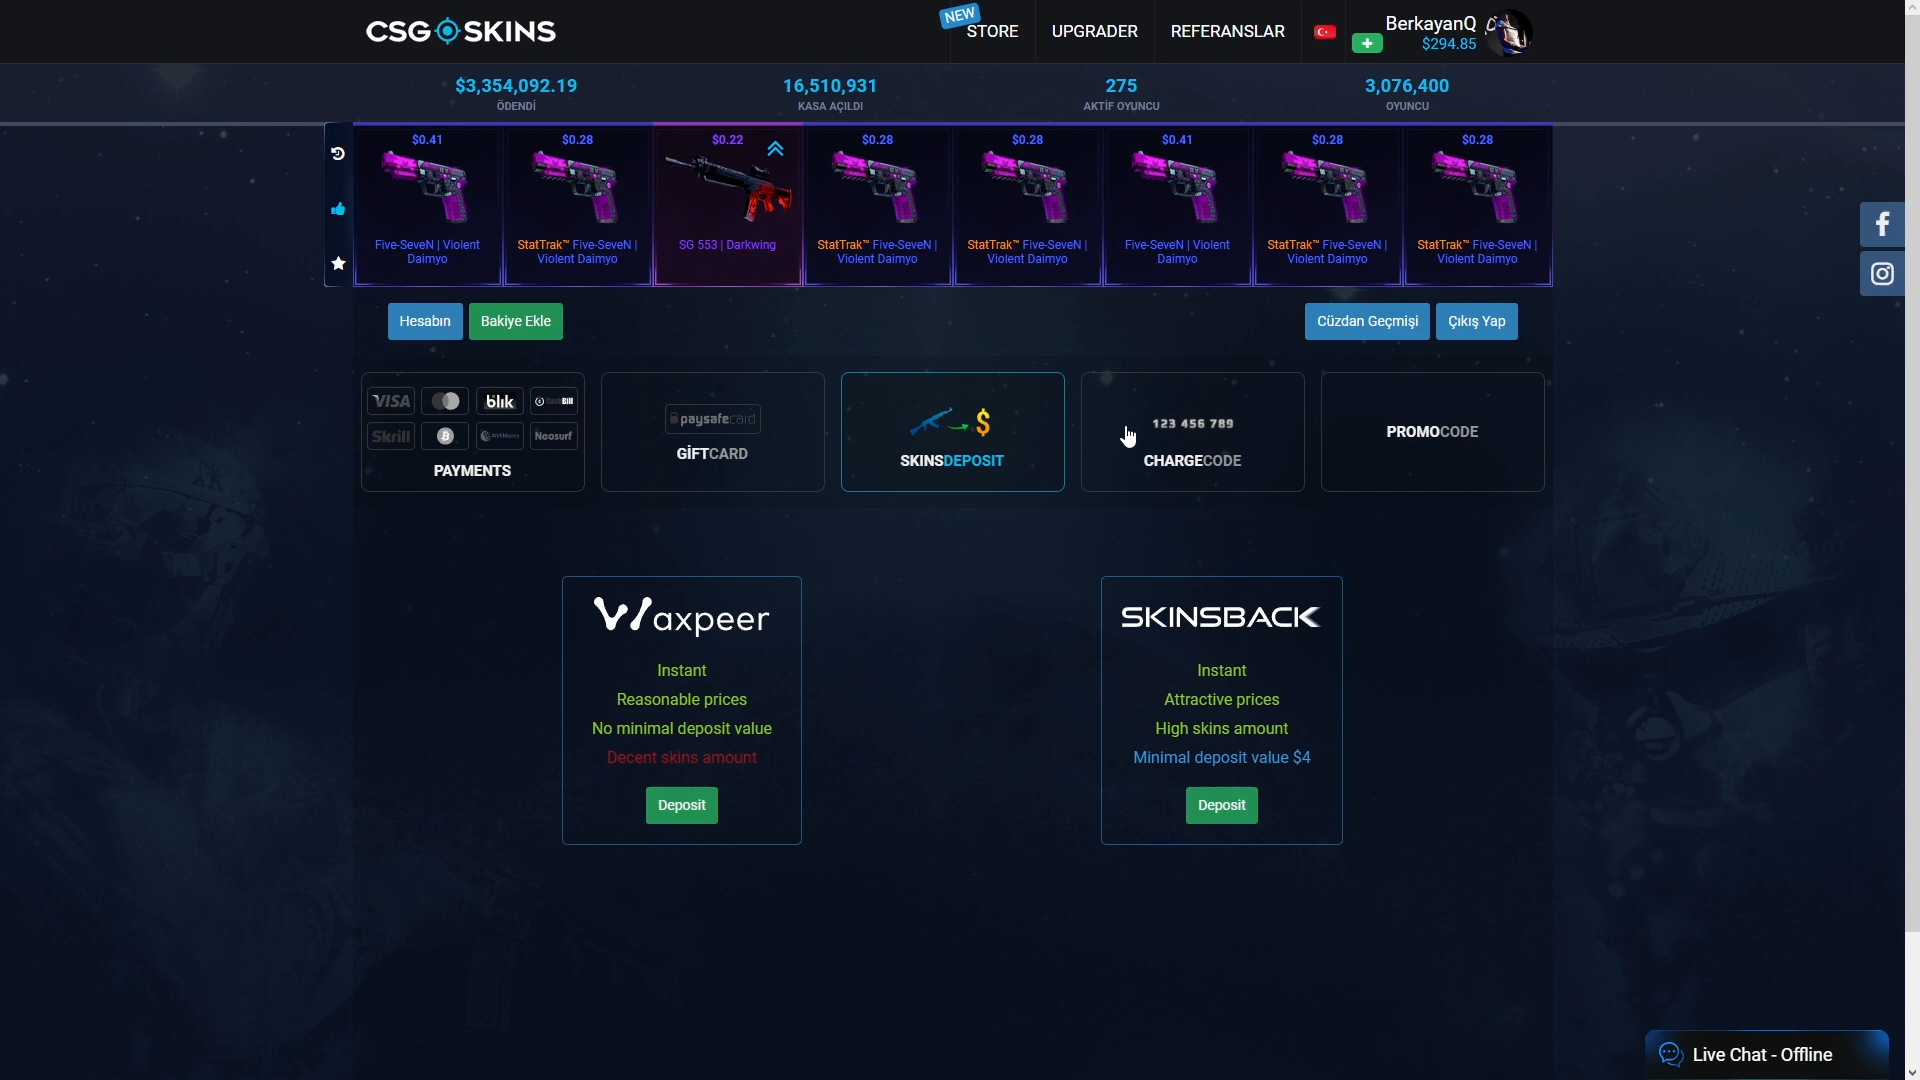 CSG SKINS
NEW
STORE
UPGRADER
REFERANSLAR
BerkayanQ
$294.85
$3,354,092.19
ÖDENDİ
16,510,931
KASA AÇILDI
275
AKTİF OYUNCU
3,076,400
OYUNCU
$0.41
Five-SeveN | Violent
Daimyo
$0.28
StatTrak™ Five-SeveN |
Violent Daimyo
$0.22
SG 553 | Darkwing
$0.28
StatTrak™ Five-SeveN |
Violent Daimyo
$0.28
StatTrak™ Five-SeveN |
Violent Daimyo
$0.41
Five-SeveN | Violent
Daimyo
$0.28
StatTrak™ Five-SeveN |
Violent Daimyo
$0.28
StatTrak™ Five-SeveN |
Violent Daimyo
Hesabın
Bakiye Ekle
Cüzdan Geçmişi
Çıkış Yap
VISA
blik
CashBill
Skrill
WebMoney
Neosurf
PAYMENTS
paysafecard
GİFTCARD
SKINSDEPOSIT
123 456 789
CHARGECODE
PROMOCODE
Waxpeer
Instant
Reasonable prices
No minimal deposit value
Decent skins amount
Deposit
SKINSBACK
Instant
Attractive prices
High skins amount
Minimal deposit value $4
Deposit
Live Chat - Offline